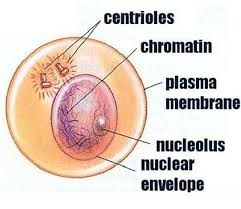 centrioles
chromatin
plasma
membrane
nucleolus
nuclear
envelope